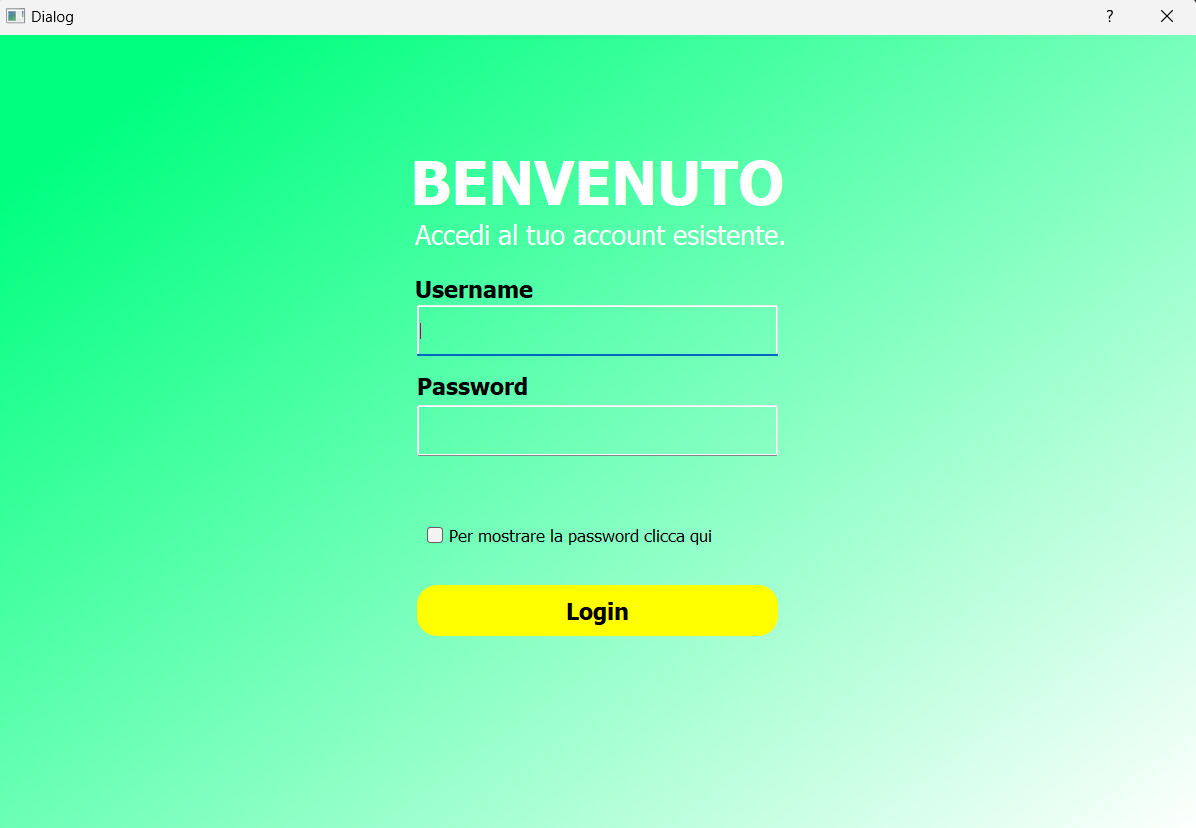 Dialog
?
BENVENUTO
Accedi al tuo account esistente.
Username
Password
Per mostrare la password clicca qui
Login